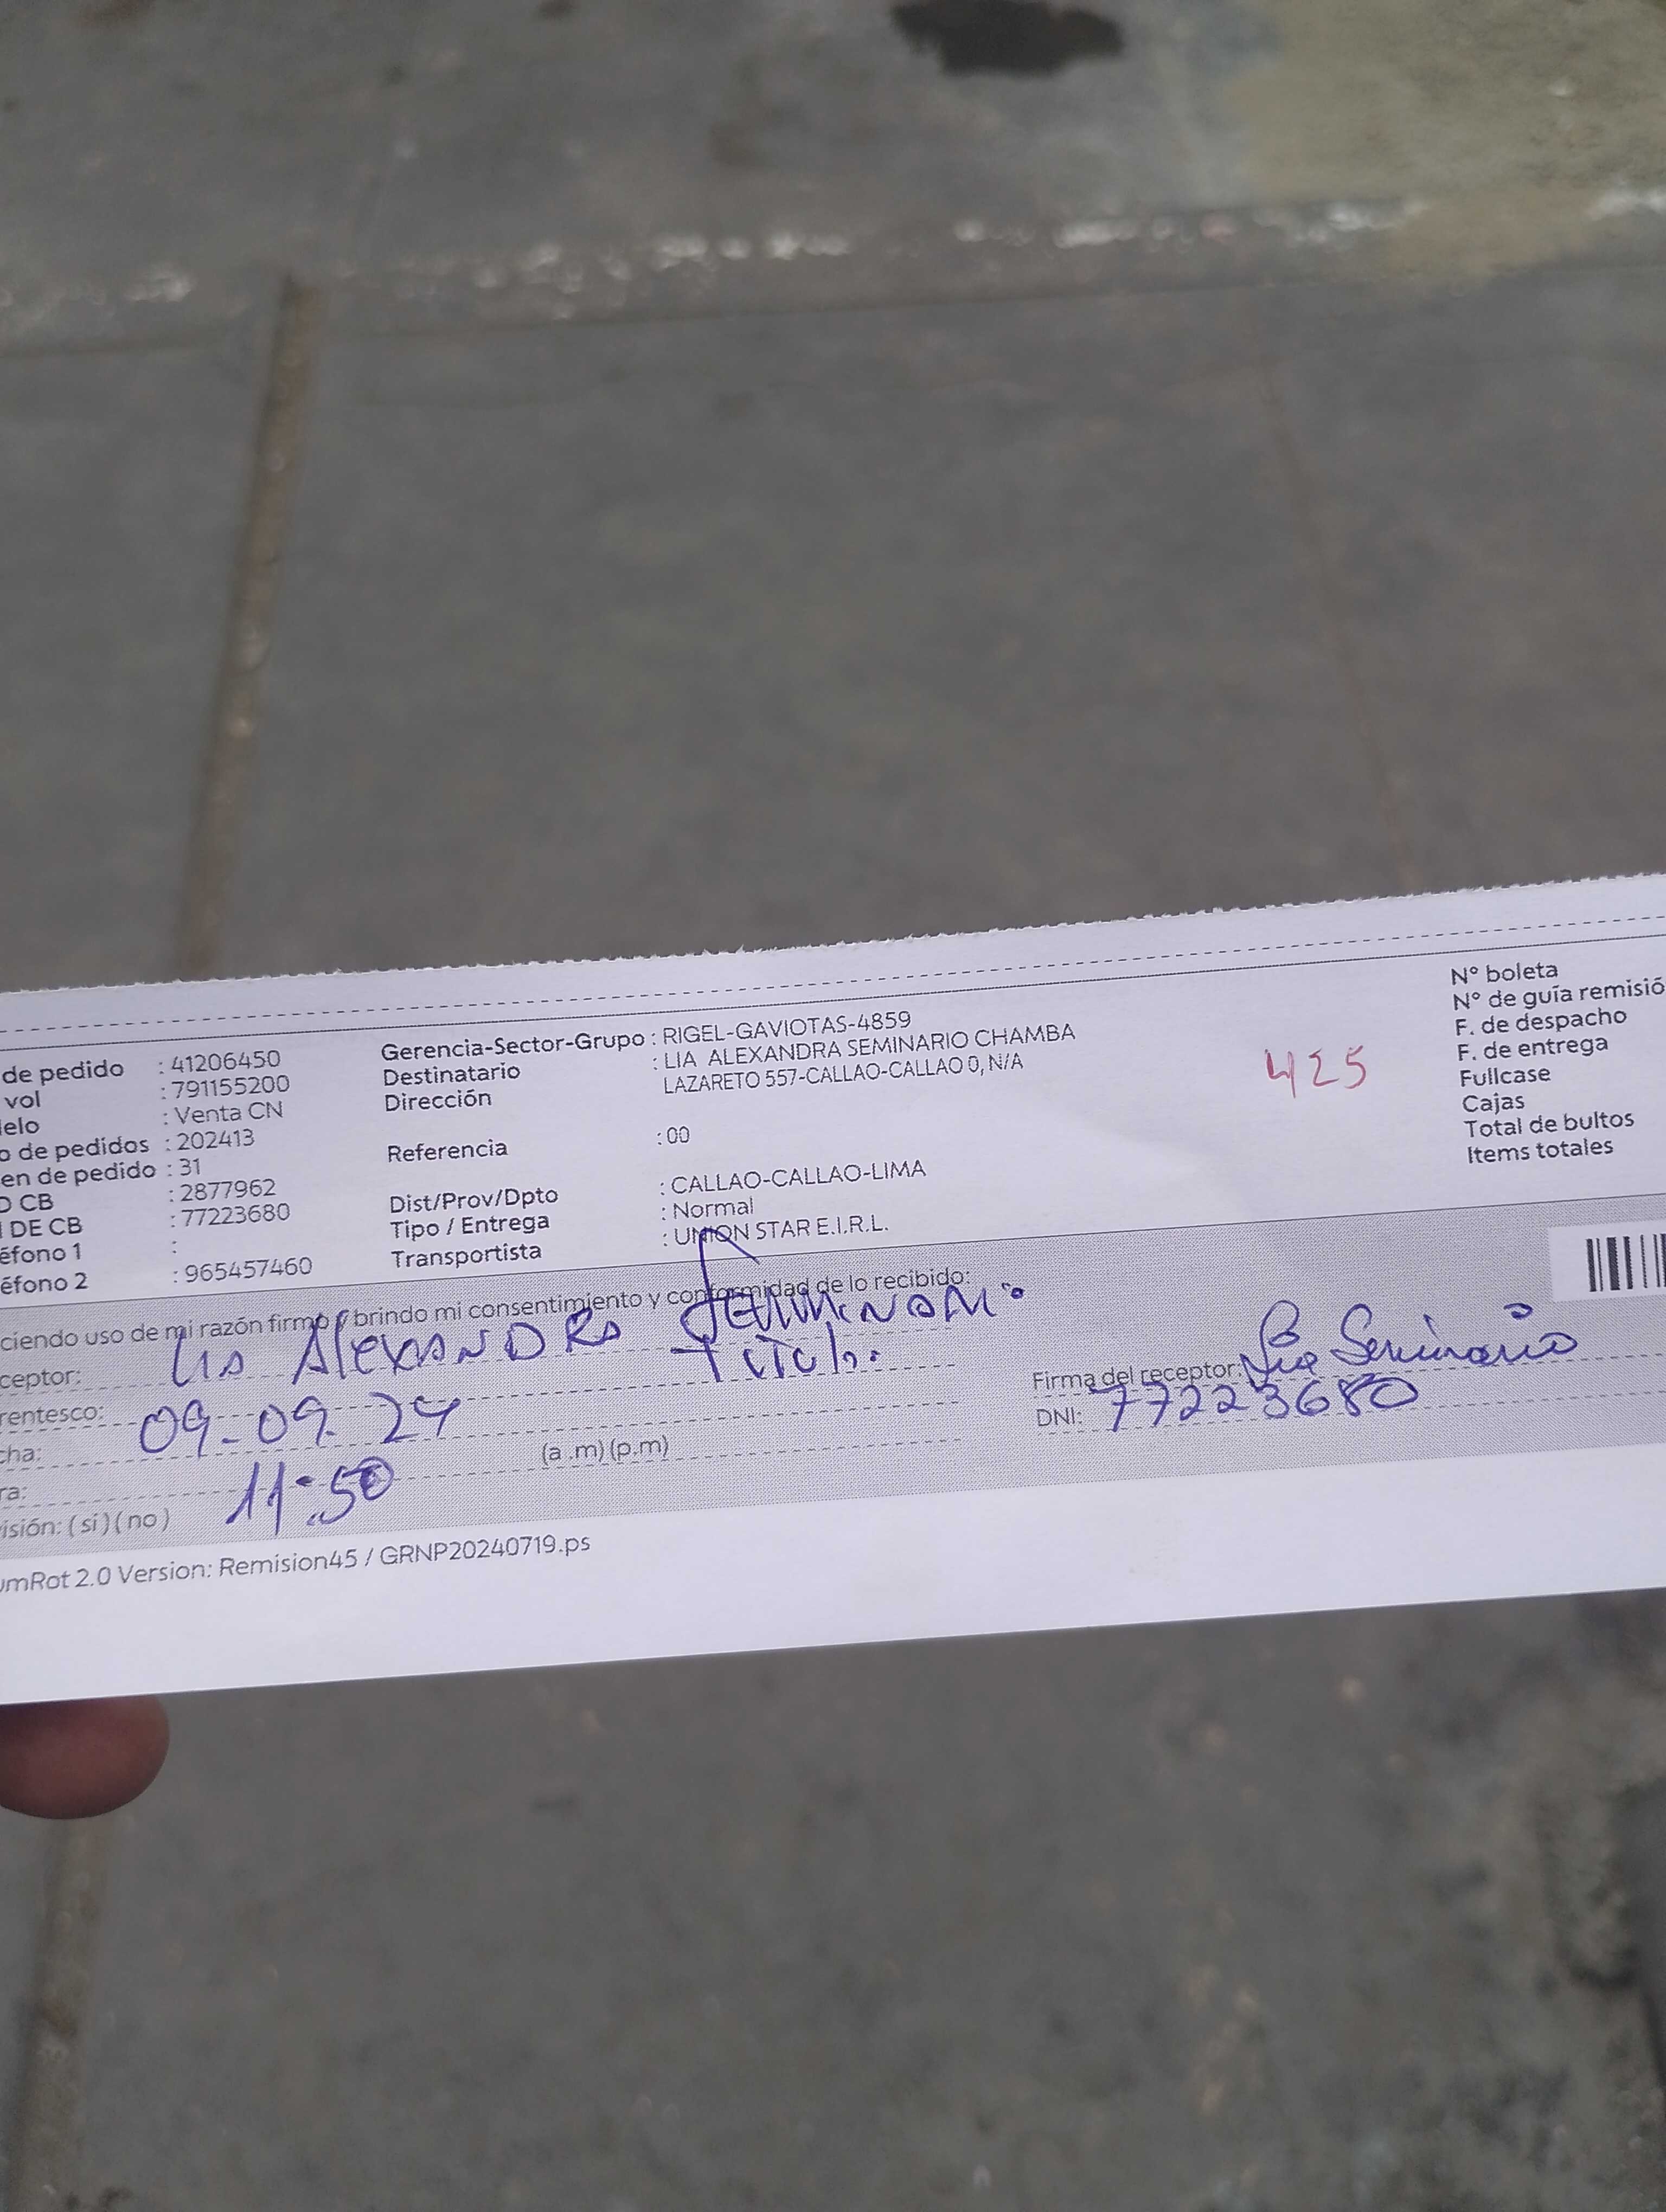 de pedido : 41206450
vol : 791155200
elo : Venta CN
o de pedidos : 202413
en de pedido : 31
O CB : 2877962
I DE CB : 77223680
éfono 1 :
éfono 2 : 965457460
Gerencia-Sector-Grupo : RIGEL-GAVIOTAS-4859
Destinatario : LIA ALEXANDRA SEMINARIO CHAMBA
Dirección LAZARETO 557-CALLAO-CALLAO 0, N/A
Referencia : 00
Dist/Prov/Dpto : CALLAO-CALLAO-LIMA
Tipo / Entrega : Normal
Transportista : UNION STAR E.I.R.L.
425
N° boleta
N° de guía remisió
F. de despacho
F. de entrega
Fullcase
Cajas
Total de bultos
Items totales
ciendo uso de mi razón firmo y brindo mi consentimiento y conformidad de lo recibido:
ceptor: Lia Alexandra
rentesco:
cha: 09-09-24
ra: 11:50 (a.m) (p.m)
isión: (si) (no)
Firma del receptor: Lia Seminario
DNI: 77223680
umRot 2.0 Version: Remision45 / GRNP20240719.ps